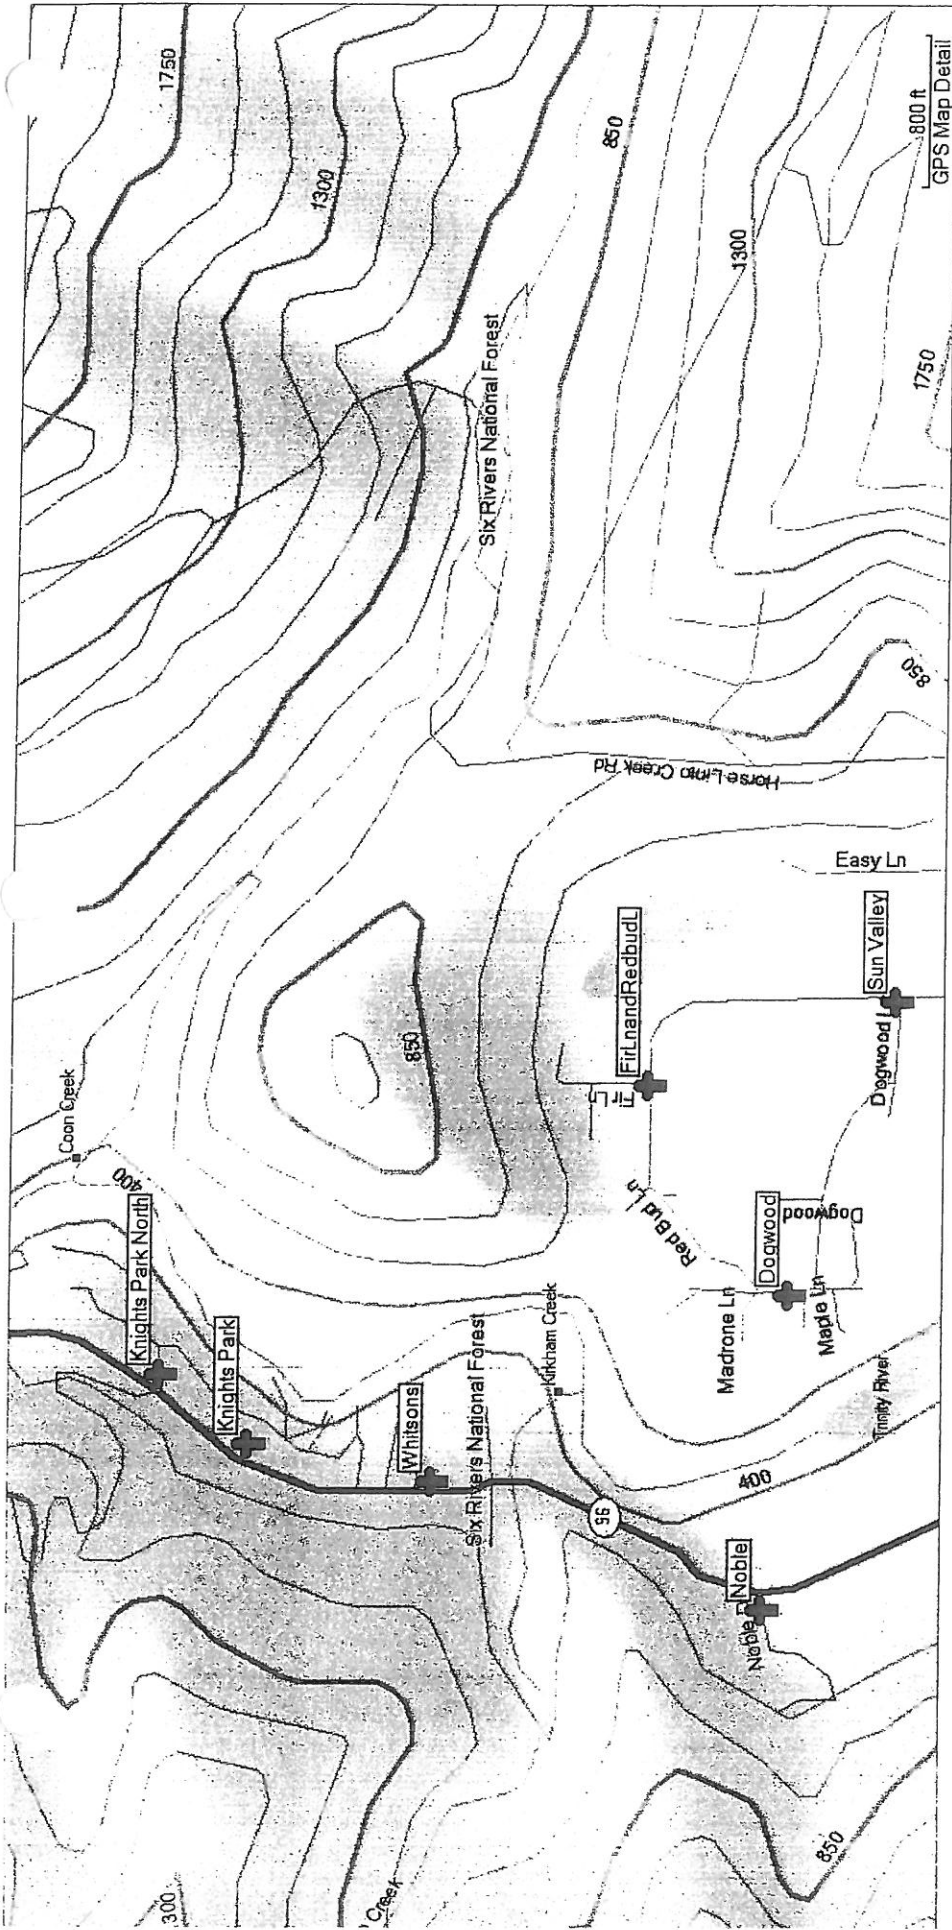 1750
1300
850
1300
1750
800 ft
GPS Map Detail
Six Rivers National Forest
850
Horse Linto Creek Rd
Easy Ln
Sun Valley
FirLnandRedbudL
850
Coon Creek
Fir Ln
Dogwood L
400
Knights Park North
Red Bud Ln
Dogwood
Dogwood
Knights Park
Kirkham Creek
Madrone Ln
Maple Ln
Six Rivers National Forest
Whitsons
Trinity River
400
96
Noble
Noble
850
300
Creek